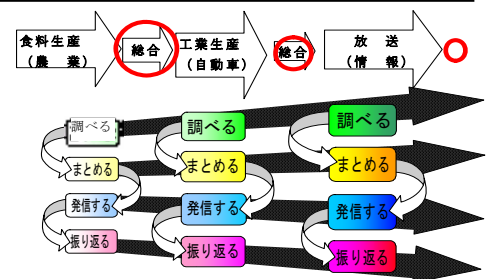 食料生産
（農　業）
総合
工業生産
（自動車）
総合
放　送
（情　報）
調べる
調べる
調べる
まとめる
まとめる
まとめる
発信する
発信する
発信する
振り返る
振り返る
振り返る